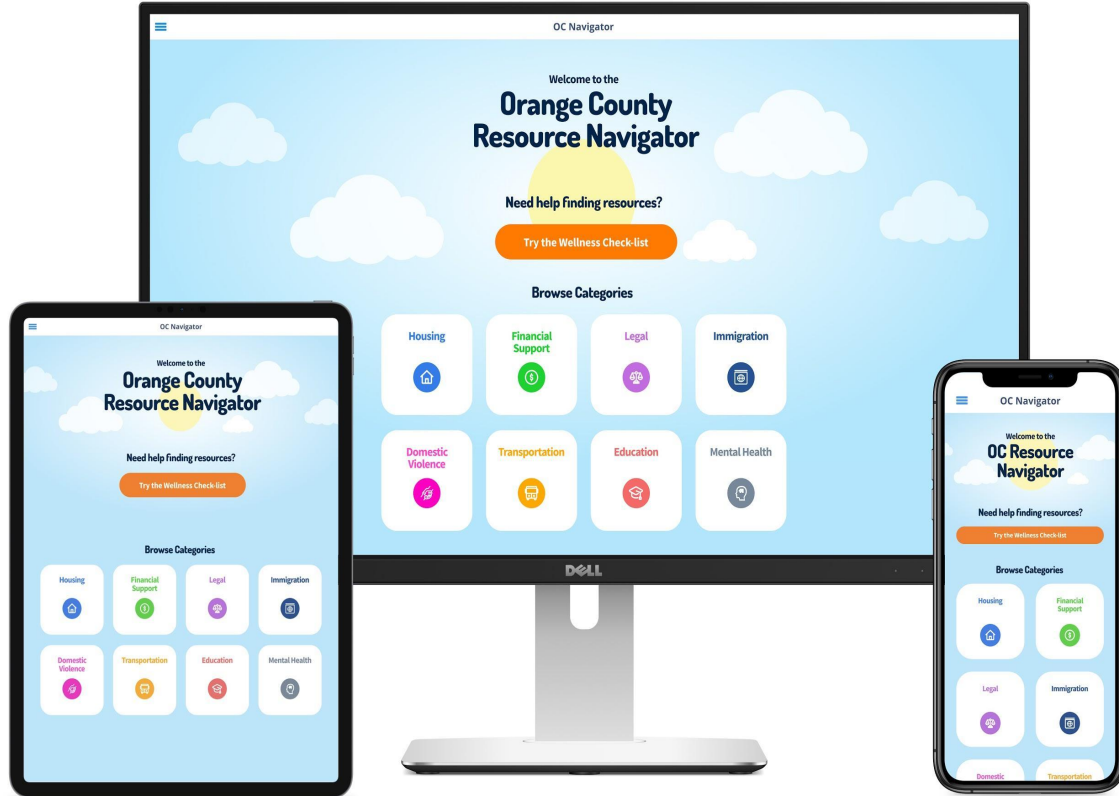 OC Navigator
Welcome to the
Orange County
Resource Navigator
Need help finding resources?
Try the Wellness Check-list
Browse Categories
Housing
Financial
Support
Legal
Immigration
Domestic
Violence
Transportation
Education
Mental Health
DELL
OC Navigator
Welcome to the
Orange County
Resource Navigator
Need help finding resources?
Try the Wellness Check-list
Browse Categories
Housing
Financial
Support
Legal
Immigration
Domestic
Violence
Transportation
Education
Mental Health
OC Navigator
Welcome to the
OC Resource
Navigator
Need help finding resources?
Try the Wellness Check-list
Browse Categories
Housing
Financial
Support
Legal
Immigration
Domestic
Transportation